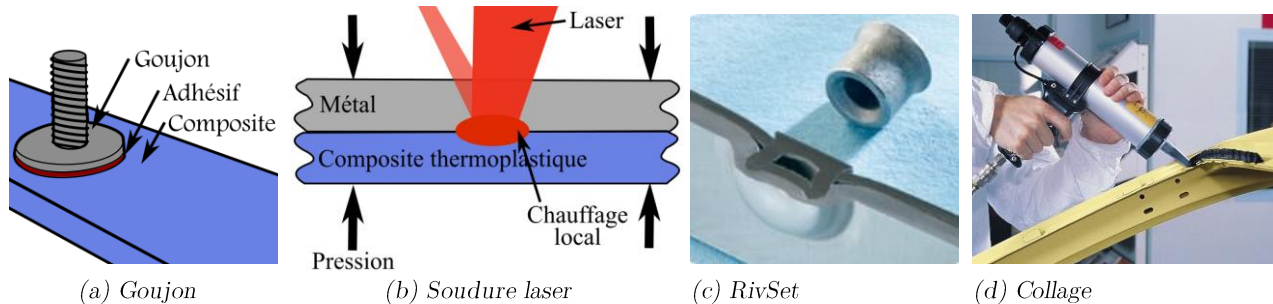 Goujon
Adhésif
Composite
Laser
Métal
Composite thermoplastique
Chauffage
local
Pression
(a) Goujon
(b) Soudure laser
(c) RivSet
(d) Collage